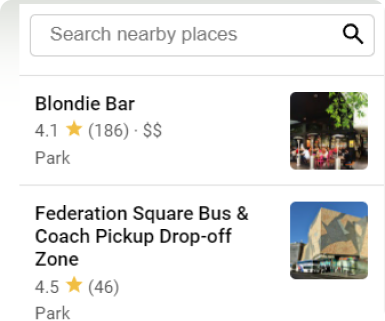 Search nearby places
Blondie Bar
4.1 ★ (186) · $$
Park
Federation Square Bus &
Coach Pickup Drop-off
Zone
4.5 ★ (46)
Park